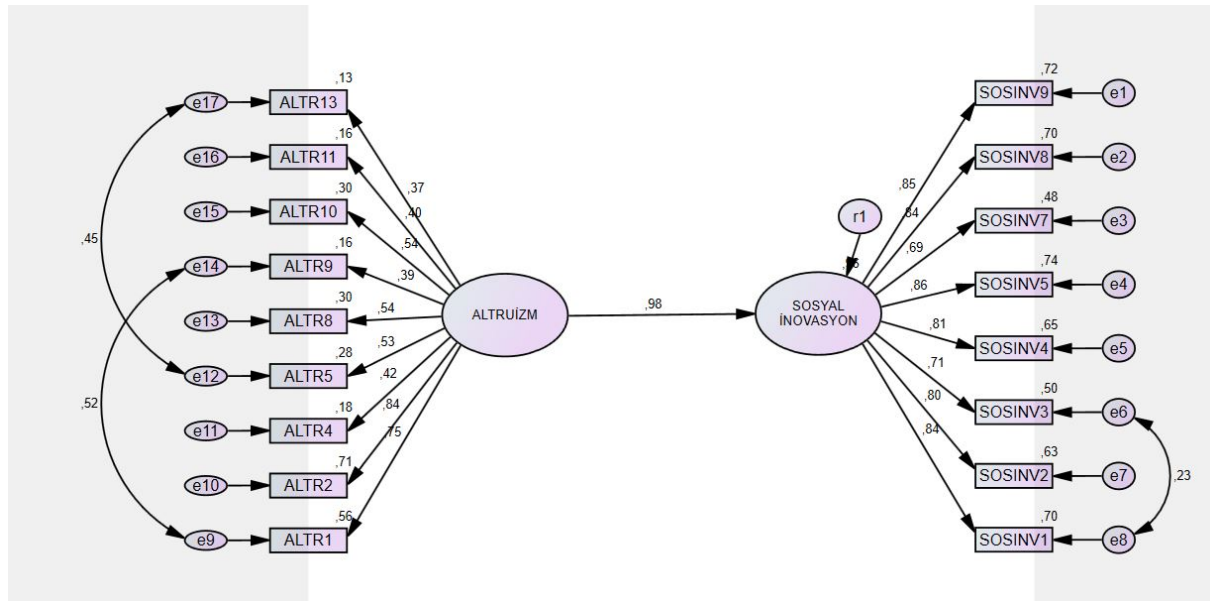 ,13
e17 ALTR13
,16
e16 ALTR11
,30
e15 ALTR10
,16
e14 ALTR9
,30
e13 ALTR8
,28
e12 ALTR5
,18
e11 ALTR4
,71
e10 ALTR2
,56
e9 ALTR1
,45
,52
,37
,40
,54
,39
,54
,53
,42
,84
,75
ALTRUİZM
,98
r1
SOSYAL
İNOVASYON
,85
,84
,69
,86
,81
,71
,80
,84
,72
SOSINV9 e1
,70
SOSINV8 e2
,48
SOSINV7 e3
,74
SOSINV5 e4
,65
SOSINV4 e5
,50
SOSINV3 e6
,63
SOSINV2 e7
,70
SOSINV1 e8
,23